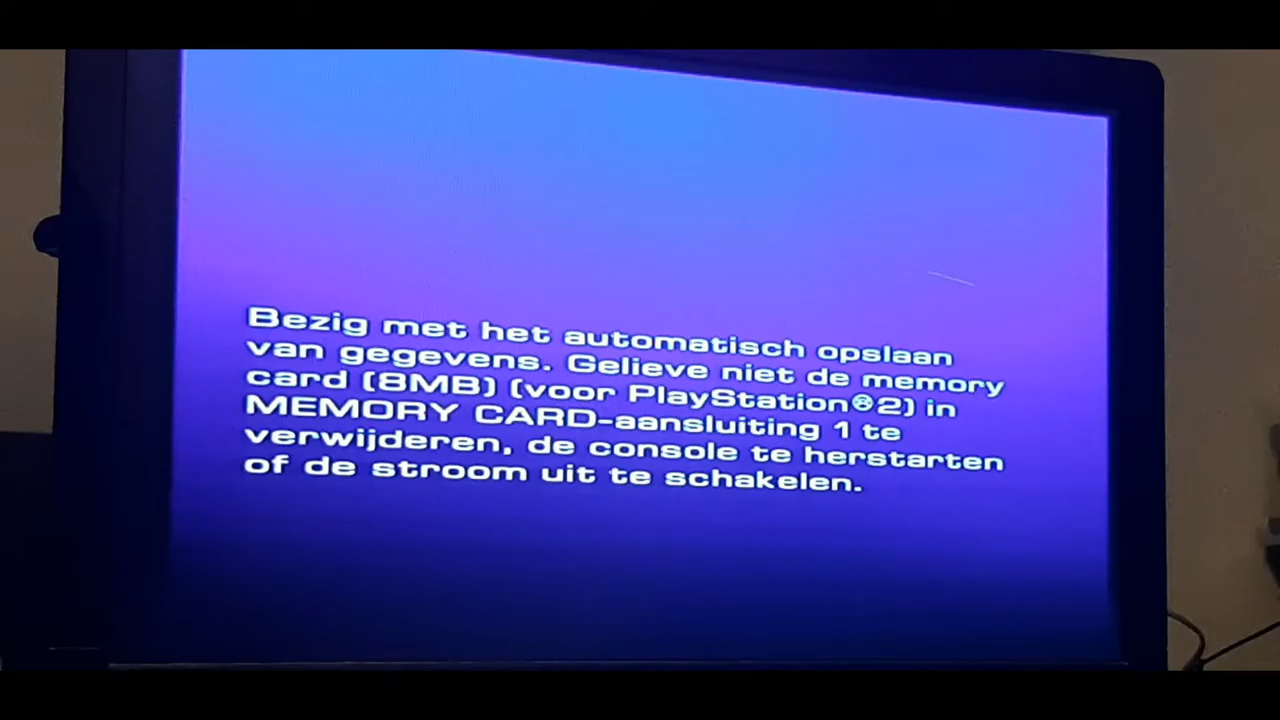 Bezig met het automatisch opslaan
van gegevens. Gelieve niet de memory
card (8MB) (voor PlayStation®2) in
MEMORY CARD-aansluiting 1 te
verwijderen, de console te herstarten
of de stroom uit te schakelen.